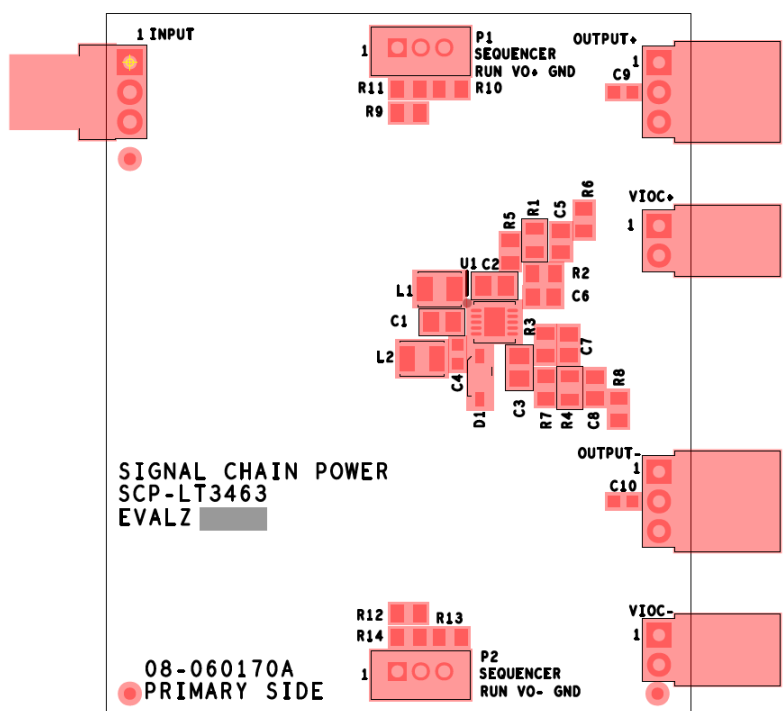 1 INPUT
P1
1
SEQUENCER
RUN VO+ GND
R11
R10
R9
OUTPUT+
1
C9
VIOC+
1
R6
R1
C5
R5
U1
C2
R2
L1
C6
C1
R3
C7
L2
C4
R8
C3
D1
R7
R4
C8
OUTPUT-
1
C10
SIGNAL CHAIN POWER
SCP-LT3463
EVALZ
R12
R13
R14
VIOC-
1
P2
1
SEQUENCER
RUN VO- GND
08-060170A
PRIMARY SIDE